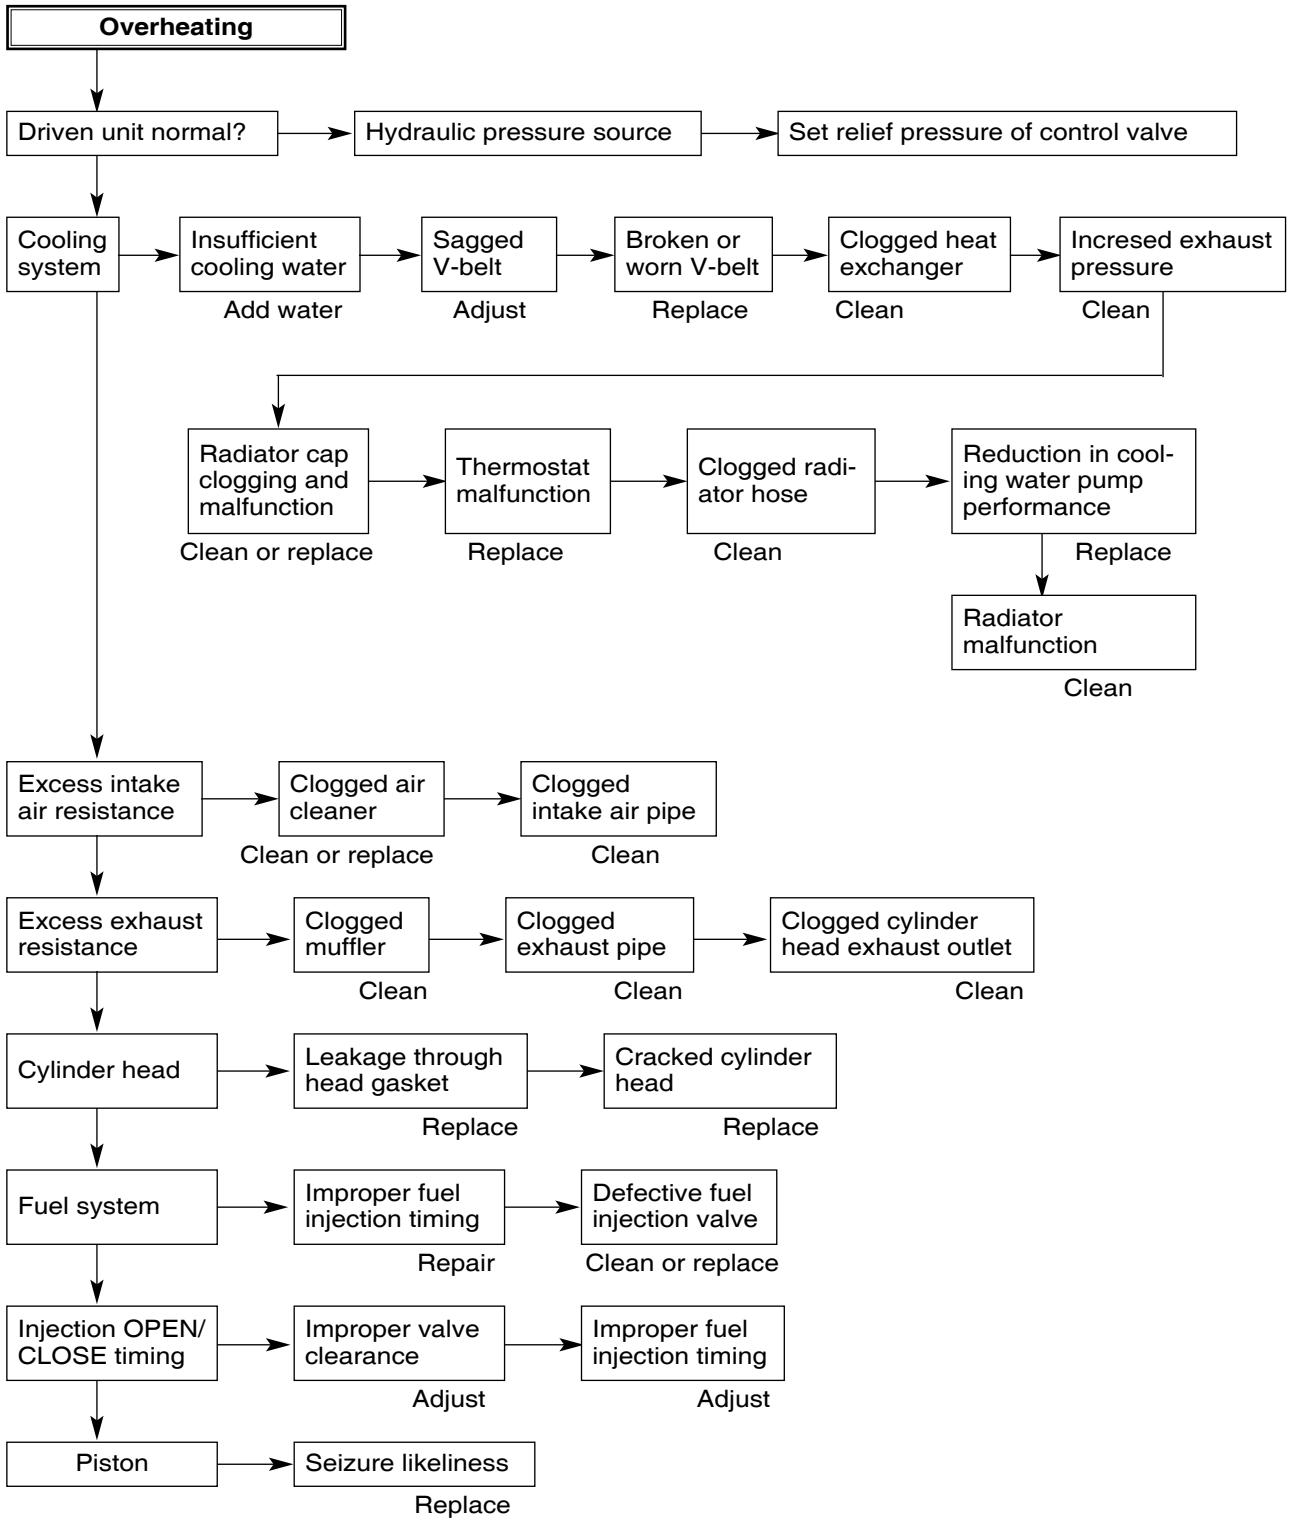 Overheating
Driven unit normal?
Hydraulic pressure source
Set relief pressure of control valve
Cooling
system
Insufficient
cooling water
Add water
Sagged
V-belt
Adjust
Broken or
worn V-belt
Replace
Clogged heat
exchanger
Clean
Incresed exhaust
pressure
Clean
Radiator cap
clogging and
malfunction
Clean or replace
Thermostat
malfunction
Replace
Clogged radi-
ator hose
Clean
Reduction in cool-
ing water pump
performance
Replace
Radiator
malfunction
Clean
Excess intake
air resistance
Clogged air
cleaner
Clean or replace
Clogged
intake air pipe
Clean
Excess exhaust
resistance
Clogged
muffler
Clean
Clogged
exhaust pipe
Clean
Clogged cylinder
head exhaust outlet
Clean
Cylinder head
Leakage through
head gasket
Replace
Cracked cylinder
head
Replace
Fuel system
Improper fuel
injection timing
Repair
Defective fuel
injection valve
Clean or replace
Injection OPEN/
CLOSE timing
Improper valve
clearance
Adjust
Improper fuel
injection timing
Adjust
Piston
Seizure likeliness
Replace